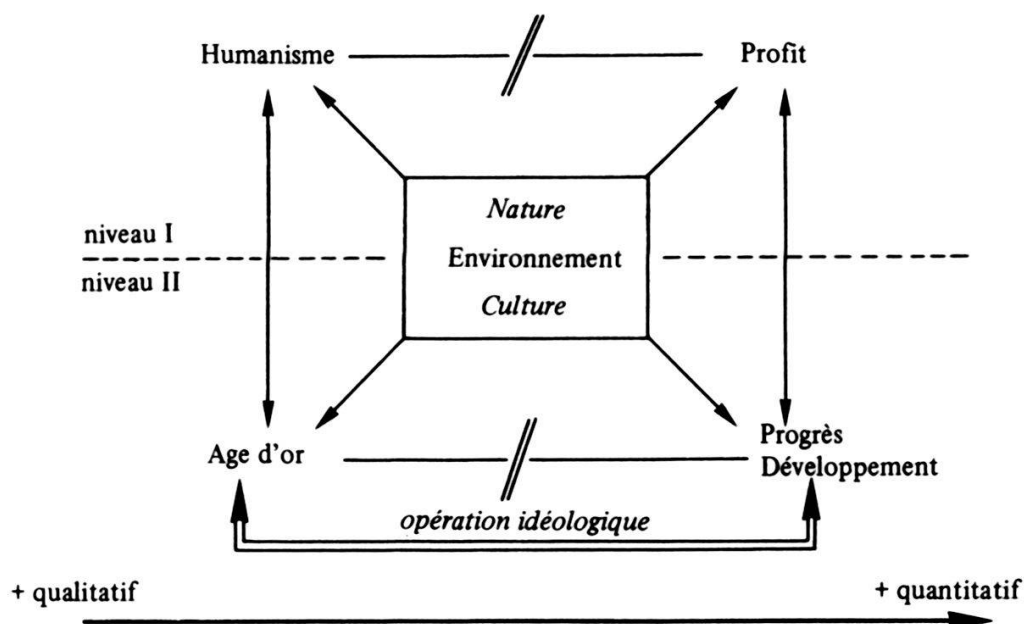 Humanisme
Profit
Nature
niveau I
Environnement
niveau II
Culture
Age d'or
Progrès
Développement
opération idéologique
+ qualitatif
+ quantitatif